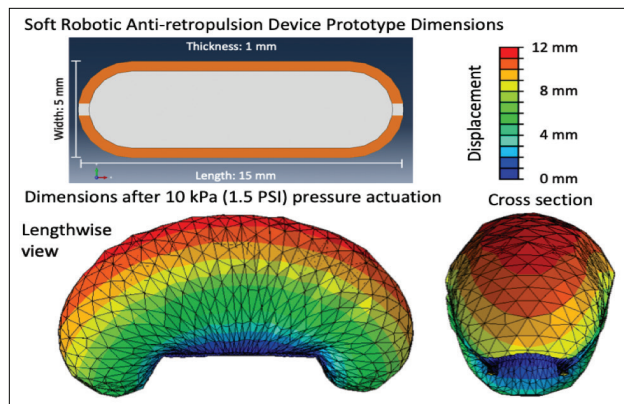 Soft Robotic Anti-retropulsion Device Prototype Dimensions
Thickness: 1 mm
Width: 5 mm
Length: 15 mm
Displacement
12 mm
8 mm
4 mm
0 mm
Dimensions after 10 kPa (1.5 PSI) pressure actuation
Cross section
Lengthwise
view